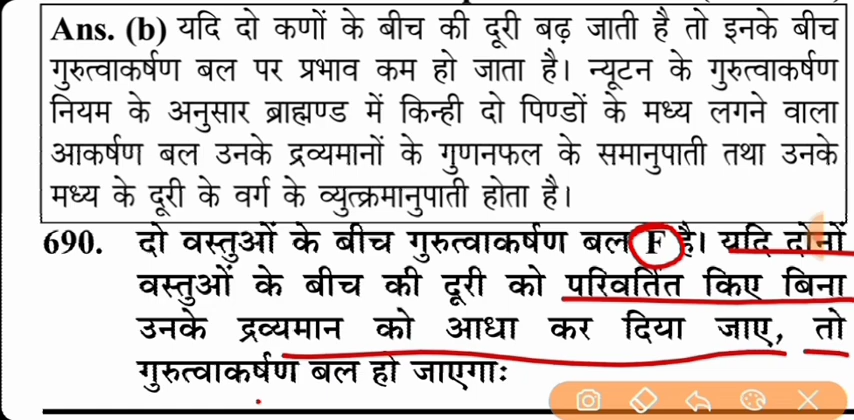 Ans. (b) यदि दो कणों के बीच की दूरी बढ़ जाती है तो इनके बीच
गुरुत्वाकर्षण बल पर प्रभाव कम हो जाता है। न्यूटन के गुरुत्वाकर्षण
नियम के अनुसार ब्राह्मण्ड में किन्ही दो पिण्डों के मध्य लगने वाला
आकर्षण बल उनके द्रव्यमानों के गुणनफल के समानुपाती तथा उनके
मध्य के दूरी के वर्ग के व्युत्क्रमानुपाती होता है।
690. दो वस्तुओं के बीच गुरुत्वाकर्षण बल F है। यदि दोनों
वस्तुओं के बीच की दूरी को परिवर्तित किए बिना
उनके द्रव्यमान को आधा कर दिया जाए, तो
गुरुत्वाकर्षण बल हो जाएगाः